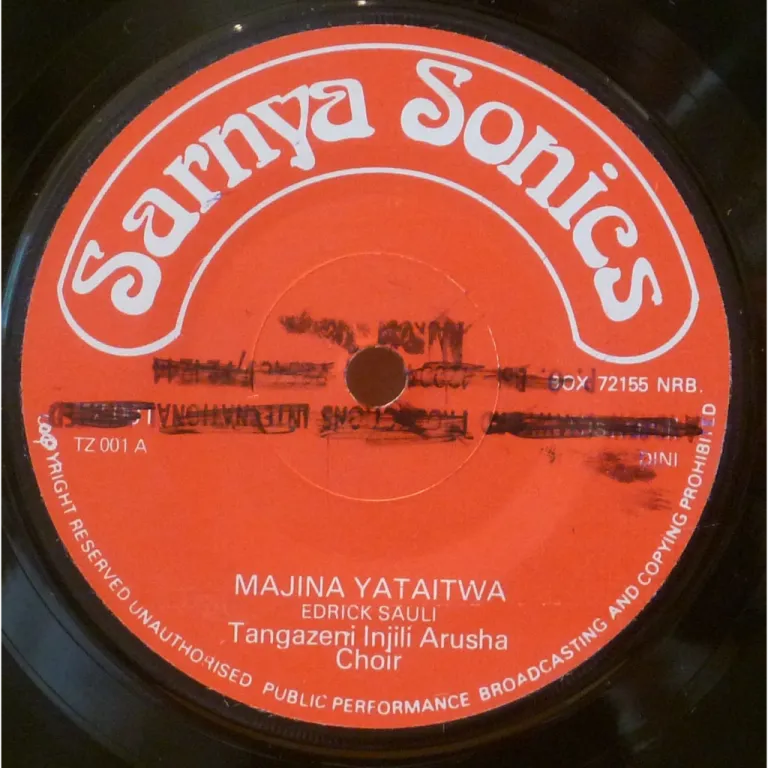 Sarnya Sonics
BOX 72155 NRB.
TZ 001 A
DINI
MAJINA YATAITWA
EDRICK SAULI
Tangazeni Injili Arusha
Choir
COPYRIGHT RESERVED UNAUTHORISED PUBLIC PERFORMANCE BROADCASTING AND COPYING PROHIBITED